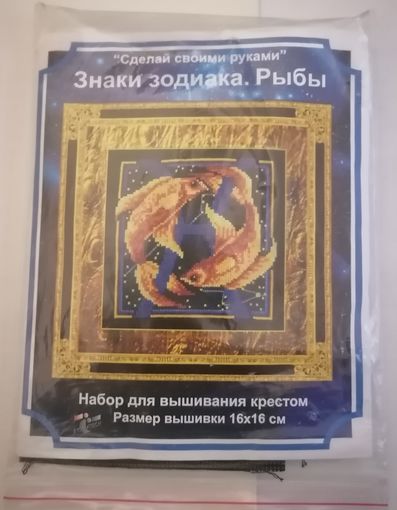 "Сделай своими руками"
Знаки зодиака. Рыбы
Набор для вышивания крестом
Размер вышивки 16х16 см